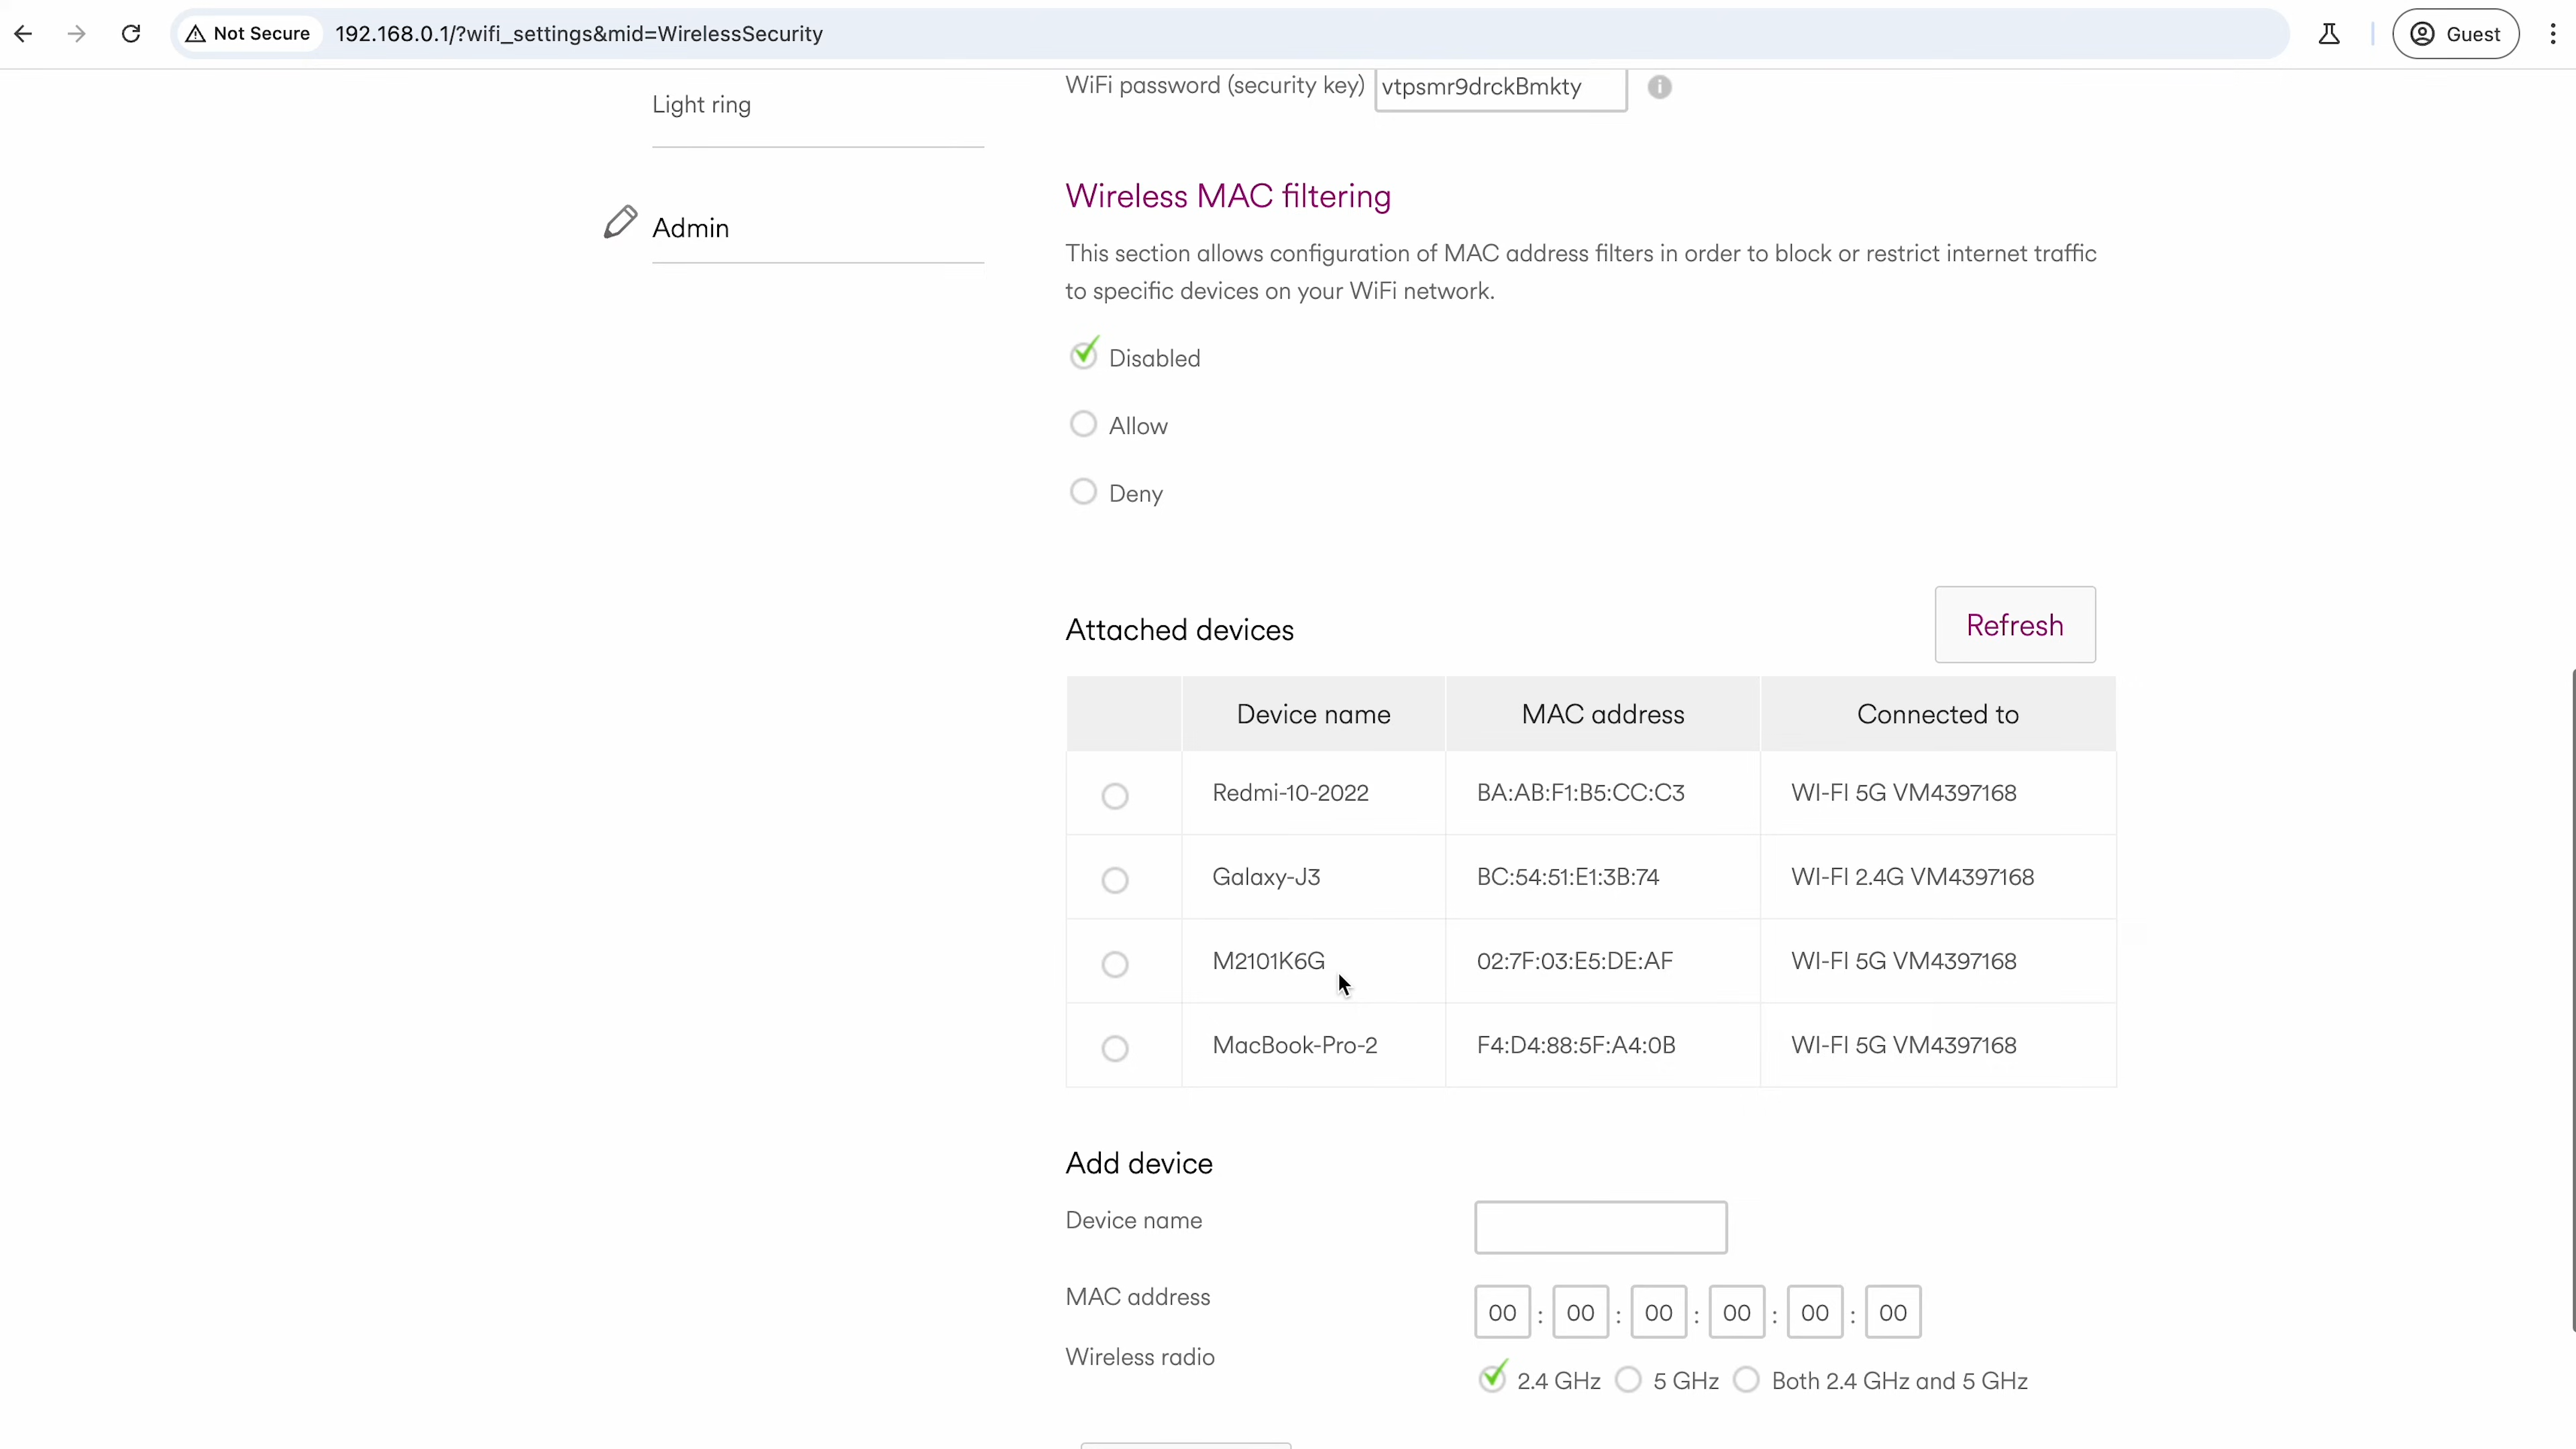 Not Secure 192.168.0.1/?wifi_settings&mid=WirelessSecurity Guest
WiFi password (security key) vtpsmr9drckBmkty i
Light ring
Admin
Wireless MAC filtering
This section allows configuration of MAC address filters in order to block or restrict internet traffic
to specific devices on your WiFi network.
Disabled
Allow
Deny
Attached devices Refresh
Device name MAC address Connected to
Redmi-10-2022 BA:AB:F1:B5:CC:C3 WI-FI 5G VM4397168
Galaxy-J3 BC:54:51:E1:3B:74 WI-FI 2.4G VM4397168
M2101K6G 02:7F:03:E5:DE:AF WI-FI 5G VM4397168
MacBook-Pro-2 F4:D4:88:5F:A4:0B WI-FI 5G VM4397168
Add device
Device name
MAC address 00 : 00 : 00 : 00 : 00 : 00
Wireless radio 2.4 GHz 5 GHz Both 2.4 GHz and 5 GHz